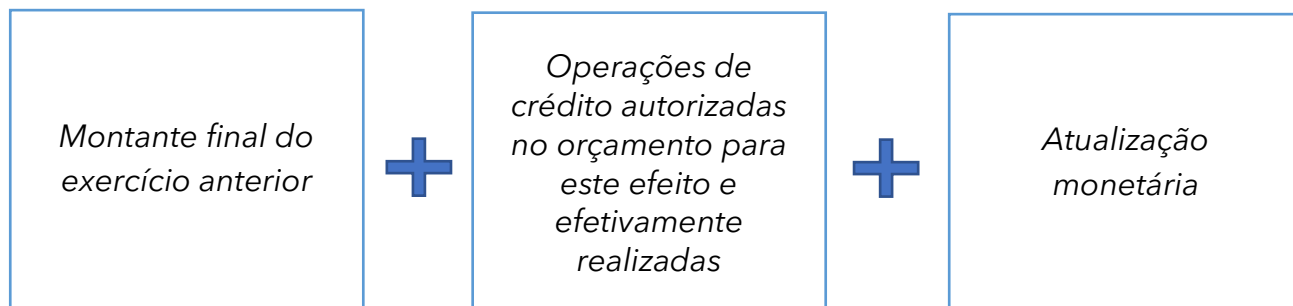 Montante final do
exercício anterior
Operações de
crédito autorizadas
no orçamento para
este efeito e
efetivamente
realizadas
Atualização
monetária